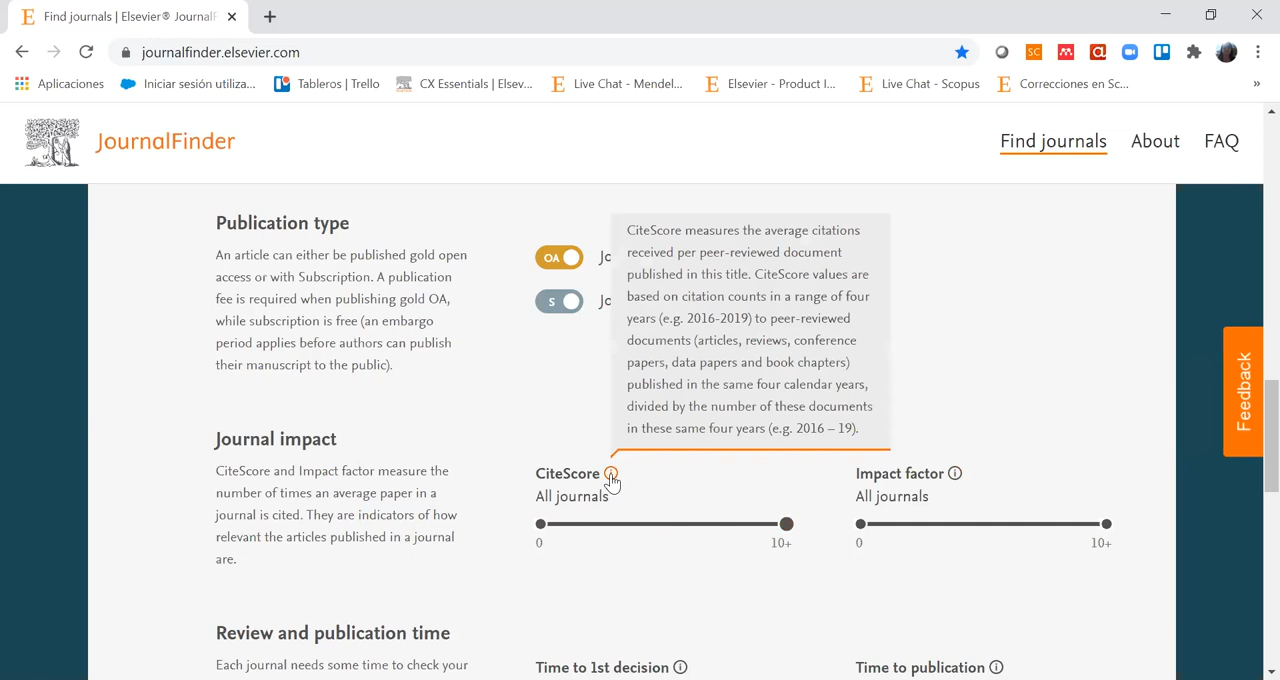 Find journals | Elsevier® JournalF
journalfinder.elsevier.com
SC
Aplicaciones
Iniciar sesión utiliza...
Tableros | Trello
CX Essentials | Elsev...
Live Chat - Mendel...
Elsevier - Product I...
Live Chat - Scopus
Correcciones en Sc...
»
JournalFinder
Find journals
About
FAQ
Publication type
An article can either be published gold open
access or with Subscription. A publication
fee is required when publishing gold OA,
while subscription is free (an embargo
period applies before authors can publish
their manuscript to the public).
OA
Jo
S
Jo
CiteScore measures the average citations
received per peer-reviewed document
published in this title. CiteScore values are
based on citation counts in a range of four
years (e.g. 2016-2019) to peer-reviewed
documents (articles, reviews, conference
papers, data papers and book chapters)
published in the same four calendar years,
divided by the number of these documents
in these same four years (e.g. 2016 – 19).
Feedback
Journal impact
CiteScore and Impact factor measure the
number of times an average paper in a
journal is cited. They are indicators of how
relevant the articles published in a journal
are.
CiteScore
All journals
0
10+
Impact factor
All journals
0
10+
Review and publication time
Each journal needs some time to check your
Time to 1st decision
Time to publication